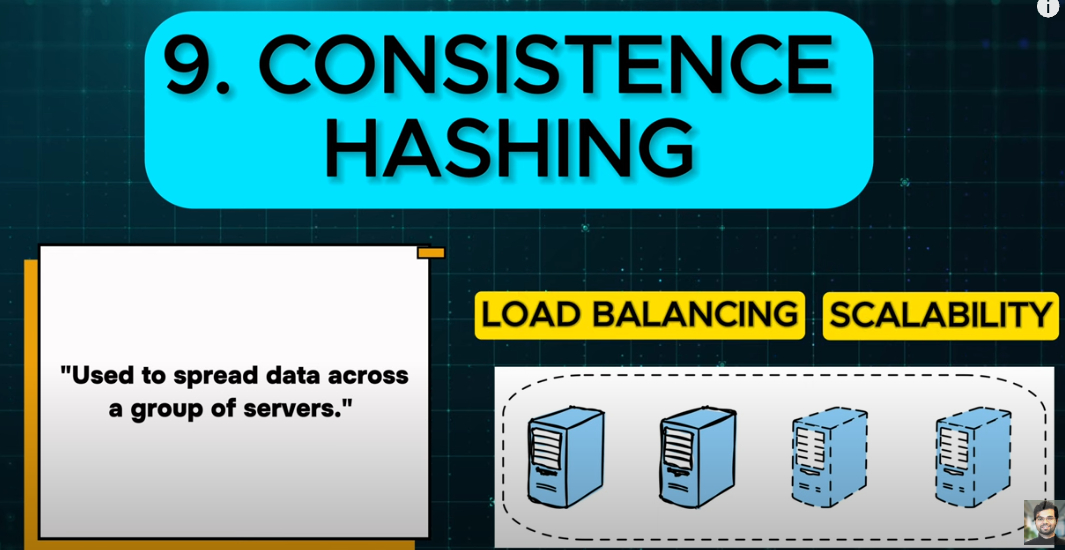 9. CONSISTENCE
HASHING
"Used to spread data across
a group of servers."
LOAD BALANCING
SCALABILITY
i